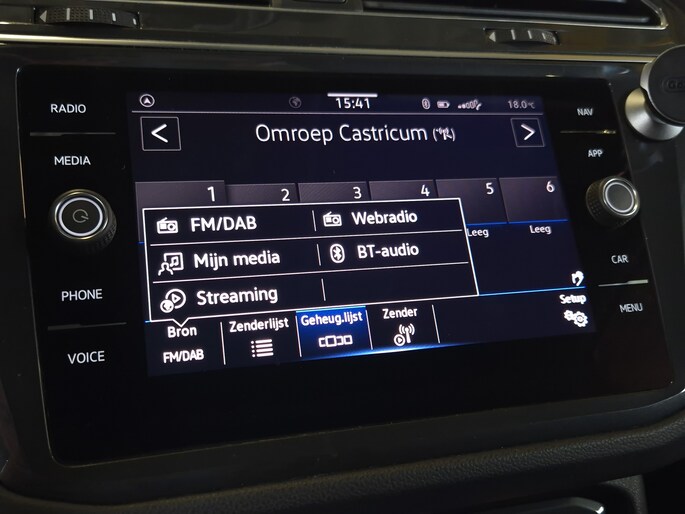 RADIO
MEDIA
PHONE
VOICE
15:41
18.0°C
Omroep Castricum
1 2 3 4 5 6
FM/DAB Webradio
Mijn media BT-audio
Streaming
Leeg Leeg
Bron
FM/DAB
Zenderlijst
Geheug.lijst
Zender
Setup
NAV
APP
CAR
MENU